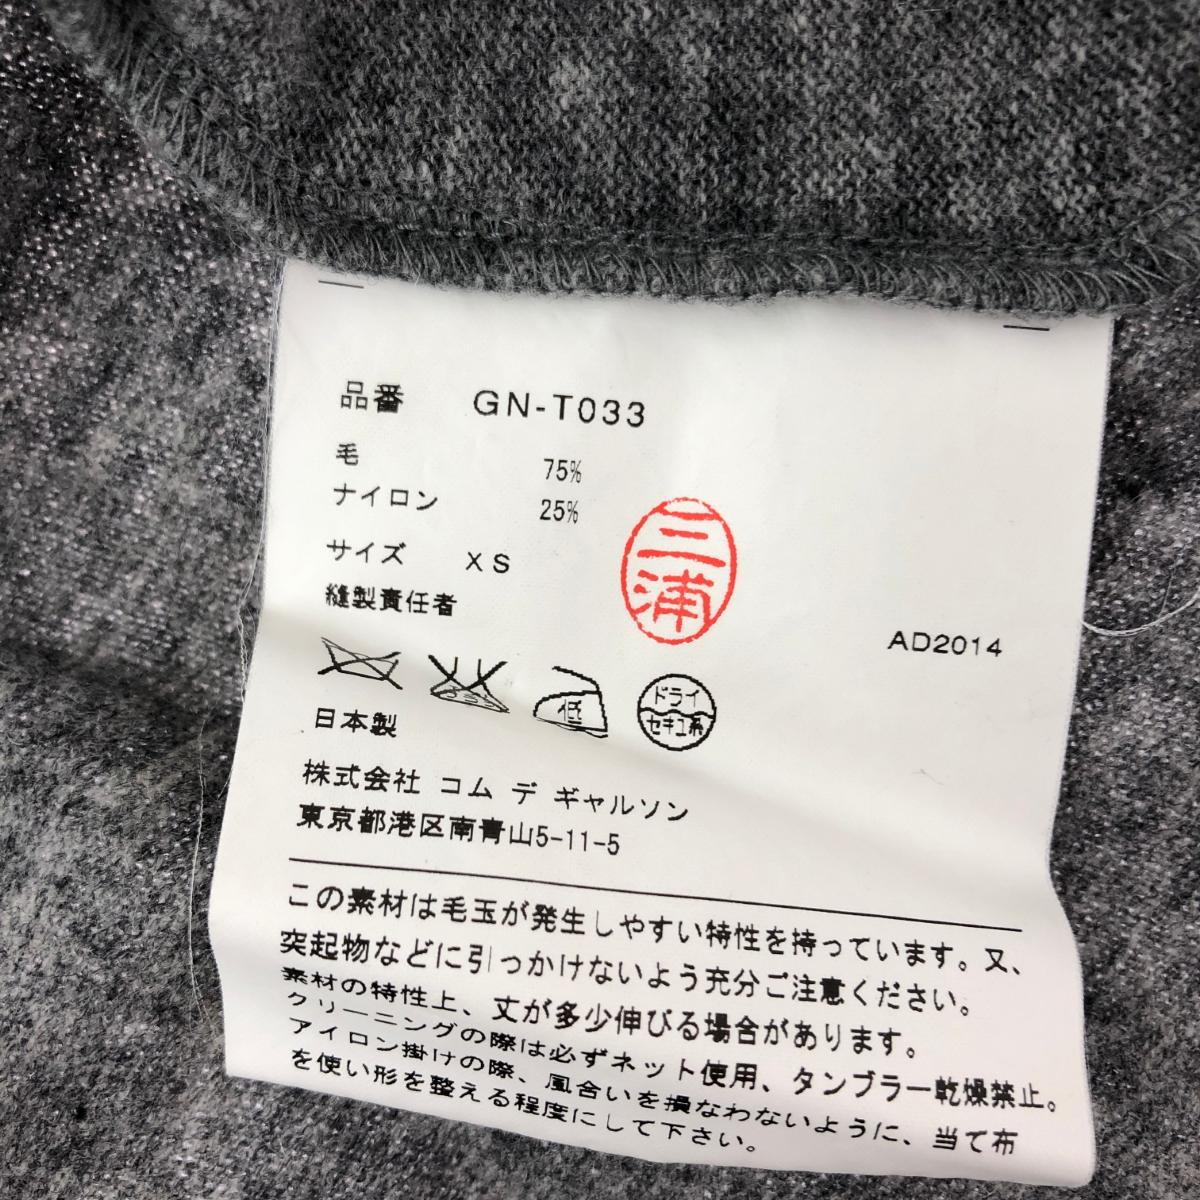 品番 GN-T033
毛 75%
ナイロン 25%
サイズ XS
縫製責任者
三浦
AD2014
低
ドライ
セキユ系
日本製
株式会社 コム デ ギャルソン
東京都港区南青山5-11-5
この素材は毛玉が発生しやすい特性を持っています。又、
突起物などに引っかけないよう充分ご注意ください。
素材の特性上、丈が多少伸びる場合があります。
クリーニングの際は必ずネット使用、タンブラー乾燥禁止。
アイロン掛けの際、風合いを損なわないように、当て布
を使い形を整える程度にして下さい。